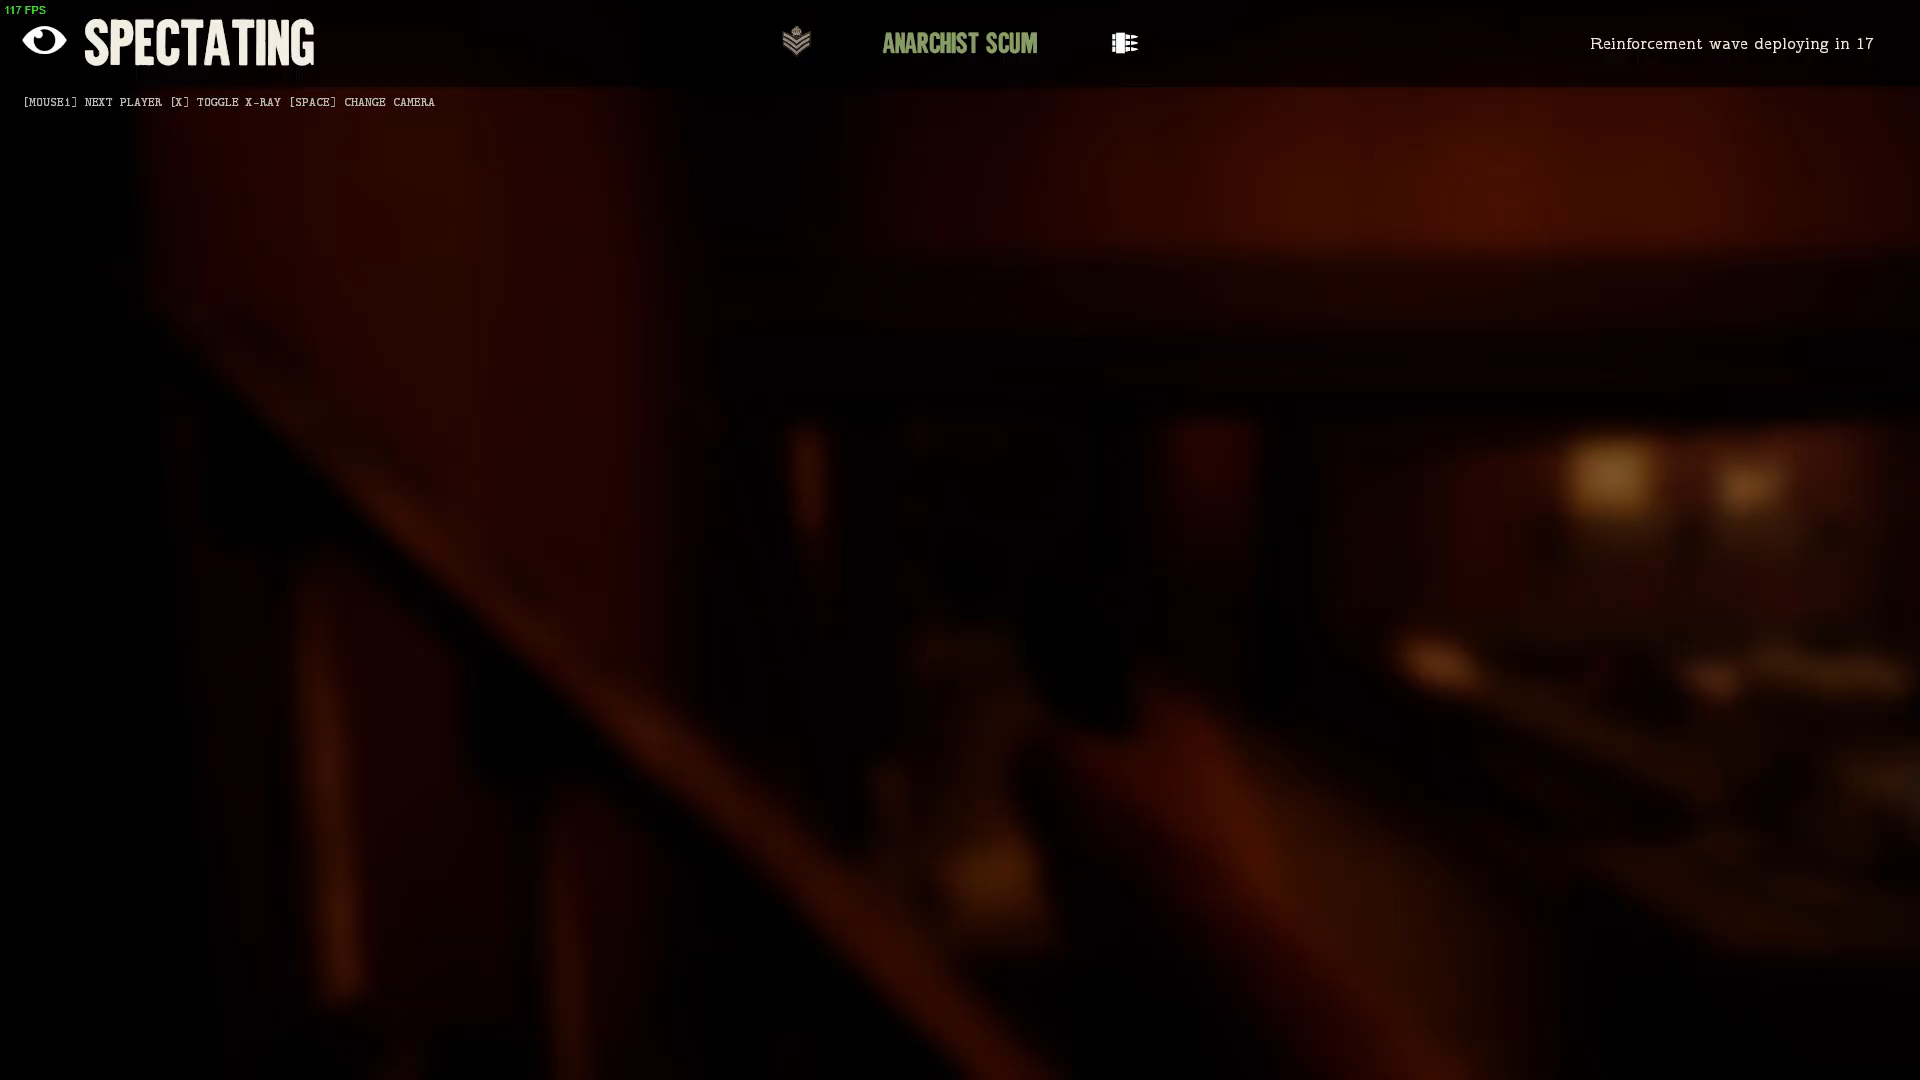 117 FPS
SPECTATING
ANARCHIST SCUM
Reinforcement wave deploying in 17
[MOUSE1] NEXT PLAYER [X] TOGGLE X-RAY [SPACE] CHANGE CAMERA